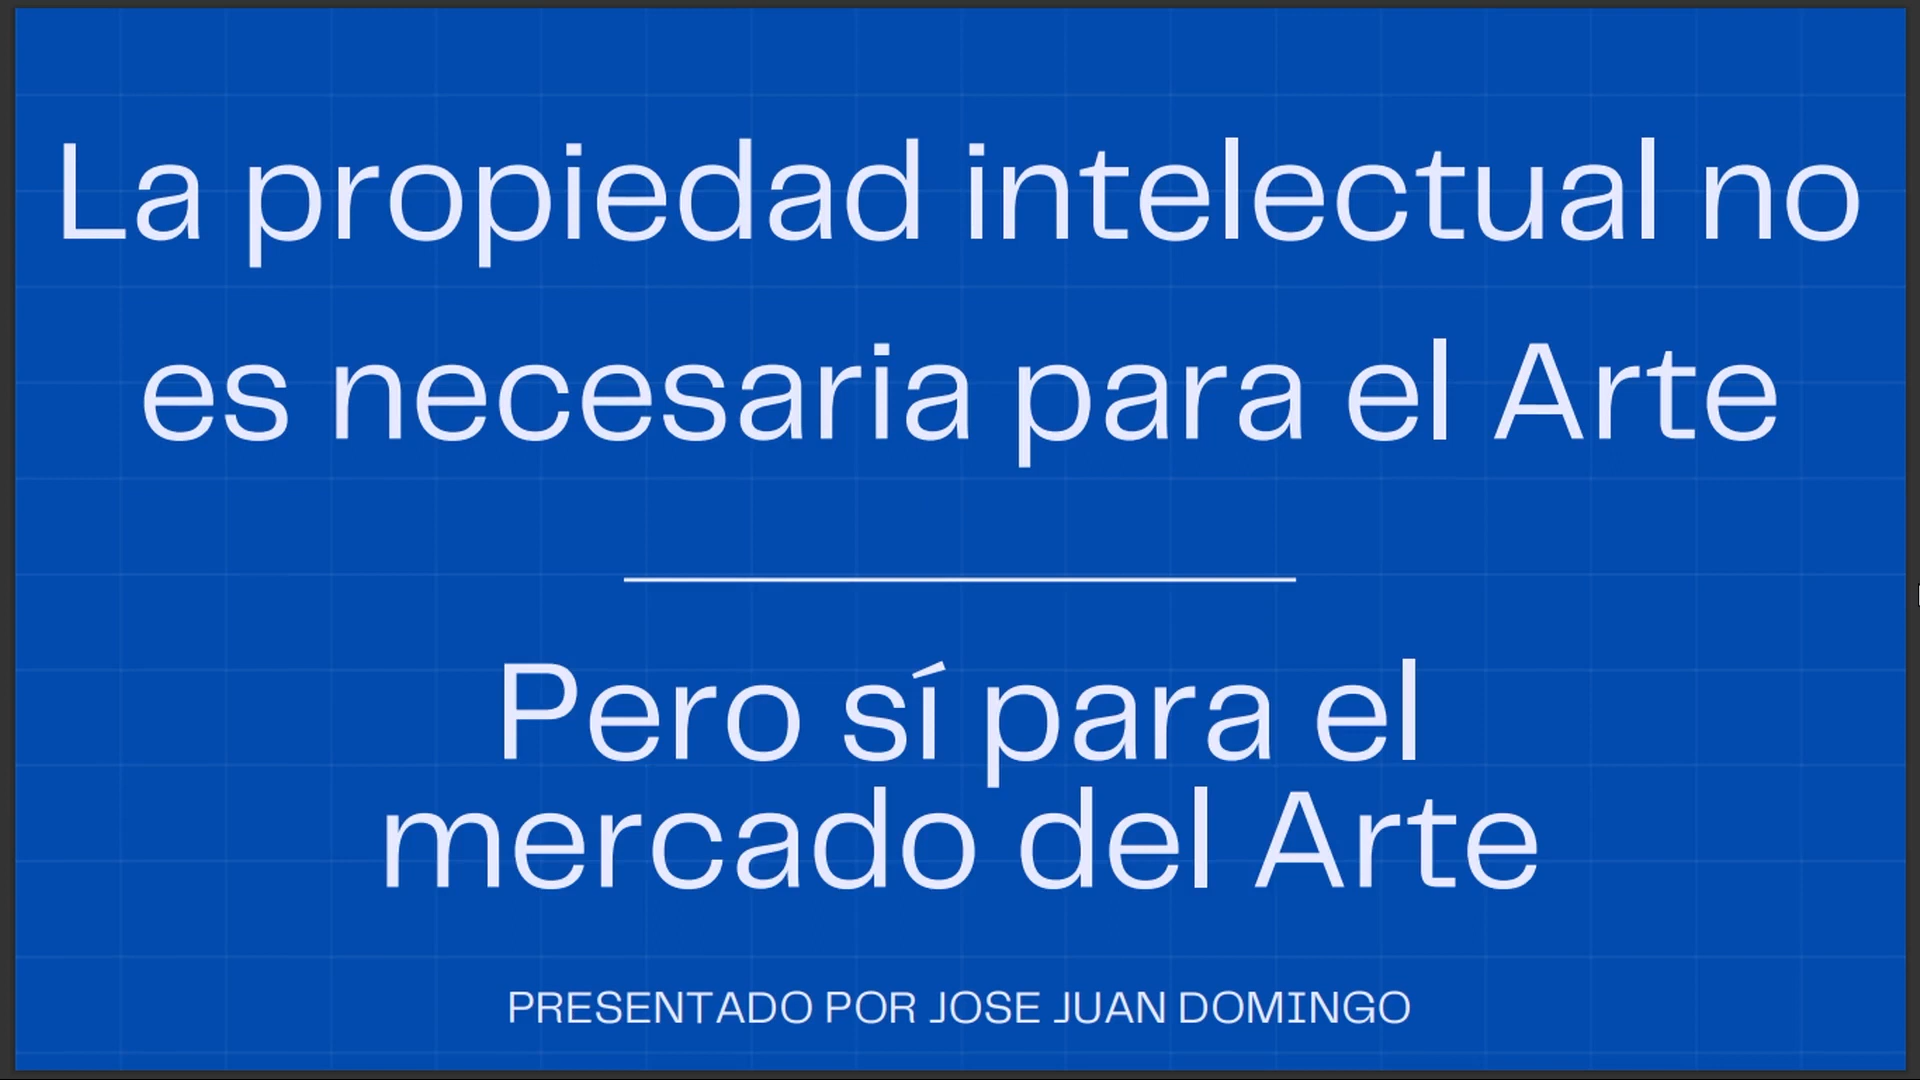 La propiedad intelectual no
es necesaria para el Arte
Pero sí para el
mercado del Arte
PRESENTADO POR JOSE JUAN DOMINGO